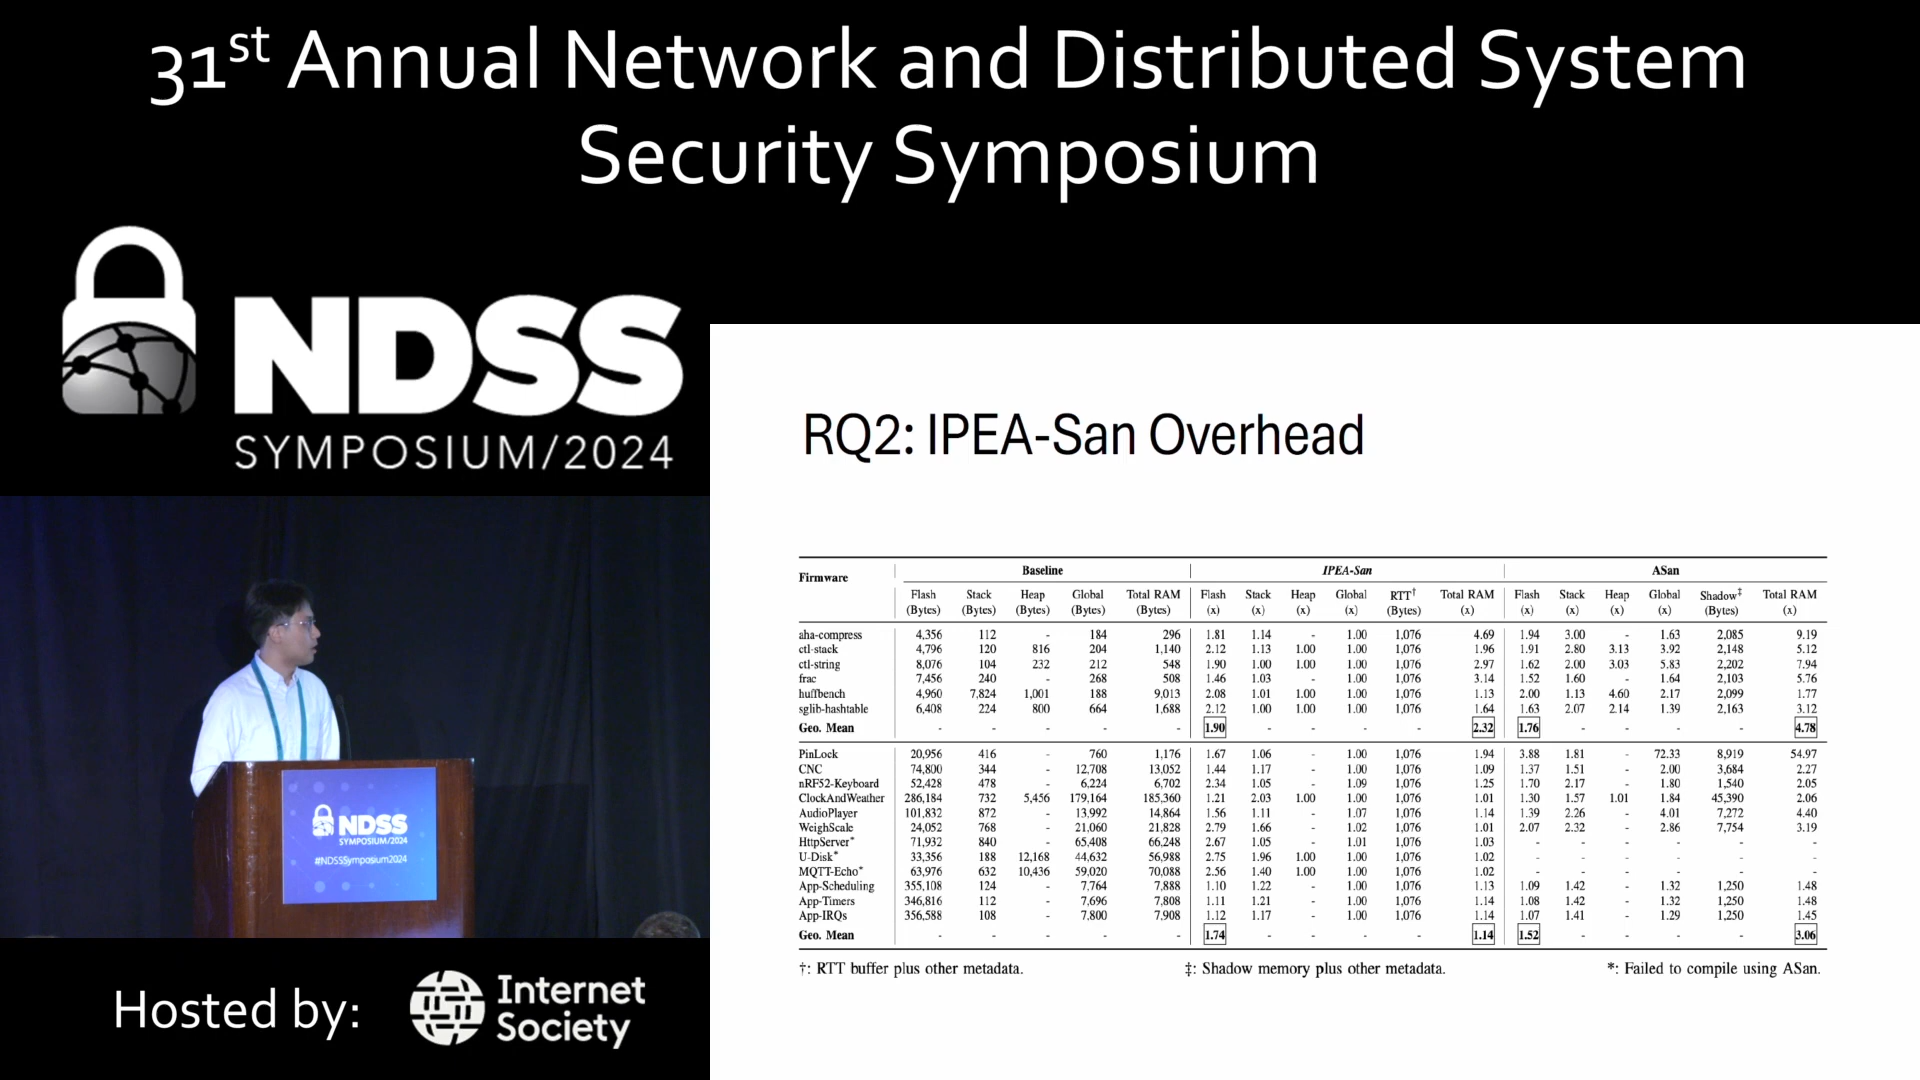 31st Annual Network and Distributed System
Security Symposium
NDSS
SYMPOSIUM/2024
RQ2: IPEA-San Overhead
Firmware Baseline IPEA-San ASan
Flash Stack Heap Global Total RAM Flash Stack Heap Global RTT† Total RAM Flash Stack Heap Global Shadow‡ Total RAM
(Bytes) (Bytes) (Bytes) (Bytes) (Bytes) (x) (x) (x) (x) (Bytes) (x) (x) (x) (x) (x) (Bytes) (x)
aha-compress 4,356 112 - 184 296 1.81 1.14 - 1.00 1,076 4.69 1.94 3.00 - 1.63 2,085 9.19
ctl-stack 4,796 120 816 204 1,140 2.12 1.13 1.00 1.00 1,076 1.96 1.91 2.80 3.13 3.92 2,148 5.12
ctl-string 8,076 104 232 212 548 1.90 1.00 1.00 1.00 1,076 2.97 1.62 2.00 3.03 5.83 2,202 7.94
frac 7,456 240 - 268 508 1.46 1.03 - 1.00 1,076 3.14 1.52 1.60 - 1.64 2,103 5.76
huffbench 4,960 7,824 1,001 188 9,013 2.08 1.01 1.00 1.00 1,076 1.13 2.00 1.13 4.60 2.17 2,099 1.77
sglib-hashtable 6,408 224 800 664 1,688 2.12 1.00 1.00 1.00 1,076 1.64 1.63 2.07 2.14 1.39 2,163 3.12
Geo. Mean - - - - - 1.90 - - - - 2.32 1.76 - - - - 4.78
PinLock 20,956 416 - 760 1,176 1.67 1.06 - 1.00 1,076 1.94 3.88 1.81 - 72.33 8,919 54.97
CNC 74,800 344 - 12,708 13,052 1.44 1.17 - 1.00 1,076 1.09 1.37 1.51 - 2.00 3,684 2.27
nRF52-Keyboard 52,428 478 - 6,224 6,702 2.34 1.05 - 1.00 1,076 1.25 1.70 2.17 - 1.80 1,540 2.05
ClockAndWeather 286,184 732 5,456 179,164 185,360 1.21 2.03 1.00 1.00 1,076 1.01 1.30 1.57 1.01 1.84 45,390 2.06
AudioPlayer 101,832 872 - 13,992 14,864 1.56 1.11 - 1.07 1,076 1.14 1.39 2.26 - 4.01 7,272 4.40
WeighScale 24,052 768 - 21,060 21,828 2.79 1.66 - 1.02 1,076 1.01 2.07 2.32 - 2.86 7,754 3.19
HttpServer* 71,932 840 - 65,408 66,248 2.67 1.05 - 1.01 1,076 1.03 - - - - - -
U-Disk* 33,356 188 12,168 44,632 56,988 2.75 1.96 1.00 1.00 1,076 1.02 - - - - - -
MQTT-Echo* 63,976 632 10,436 59,020 70,088 2.56 1.40 1.00 1.00 1,076 1.02 - - - - - -
App-Scheduling 355,108 124 - 7,764 7,888 1.10 1.22 - 1.00 1,076 1.13 1.09 1.42 - 1.32 1,250 1.48
App-Timers 346,816 112 - 7,696 7,808 1.11 1.21 - 1.00 1,076 1.14 1.08 1.42 - 1.32 1,250 1.48
App-IRQs 356,588 108 - 7,800 7,908 1.12 1.17 - 1.00 1,076 1.14 1.07 1.41 - 1.29 1,250 1.45
Geo. Mean - - - - - 1.74 - - - - 1.14 1.52 - - - - 3.06
†: RTT buffer plus other metadata. ‡: Shadow memory plus other metadata. *: Failed to compile using ASan.
NDSS
SYMPOSIUM/2024
#NDSSSymposium2024
Hosted by:
Internet
Society